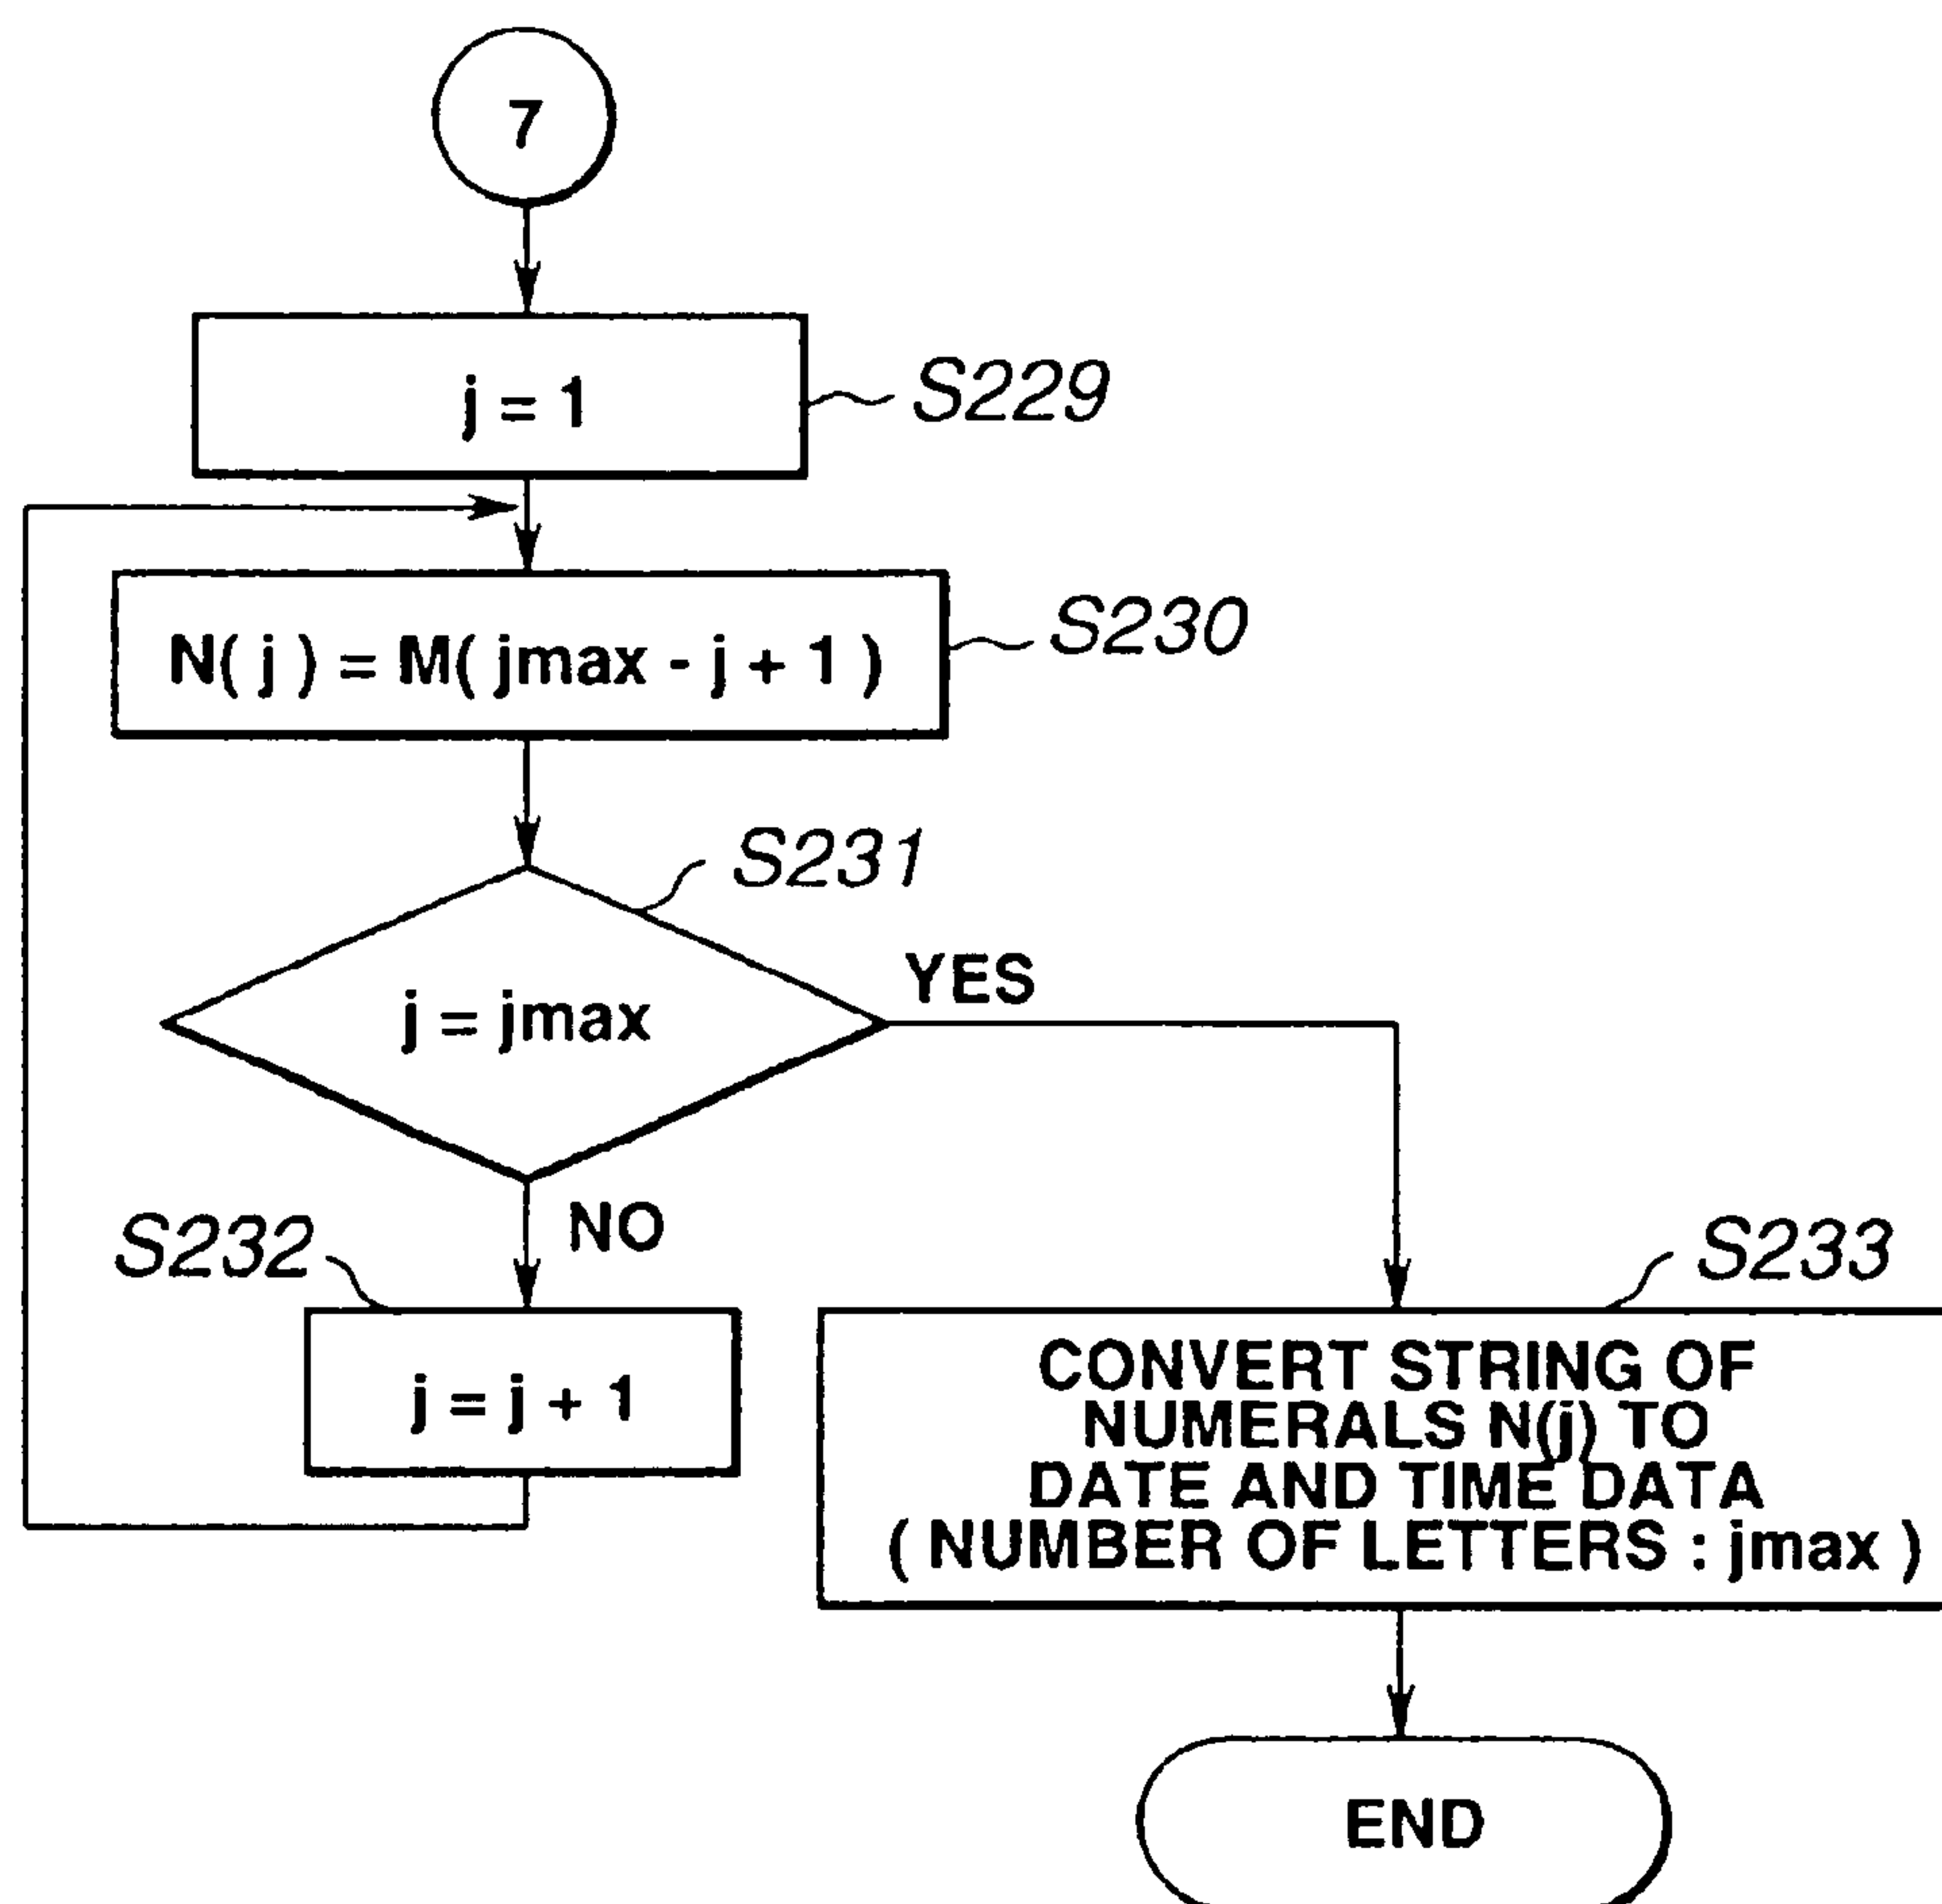 7
j = 1
S229
N( j ) = M( jmax - j + 1 )
S230
S231
j = jmax
YES
NO
S232
j = j + 1
S233
CONVERT STRING OF
NUMERALS N(j) TO
DATE AND TIME DATA
( NUMBER OF LETTERS : jmax )
END